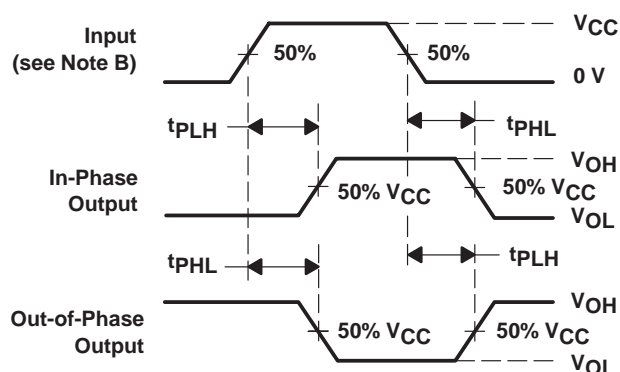 VCC
Input
(see Note B)
50%
50%
0 V
tPLH
tPHL
In-Phase
Output
50% VCC
VOH
50% VCC
VOL
tPHL
tPLH
Out-of-Phase
Output
50% VCC
VOH
50% VCC
VOL